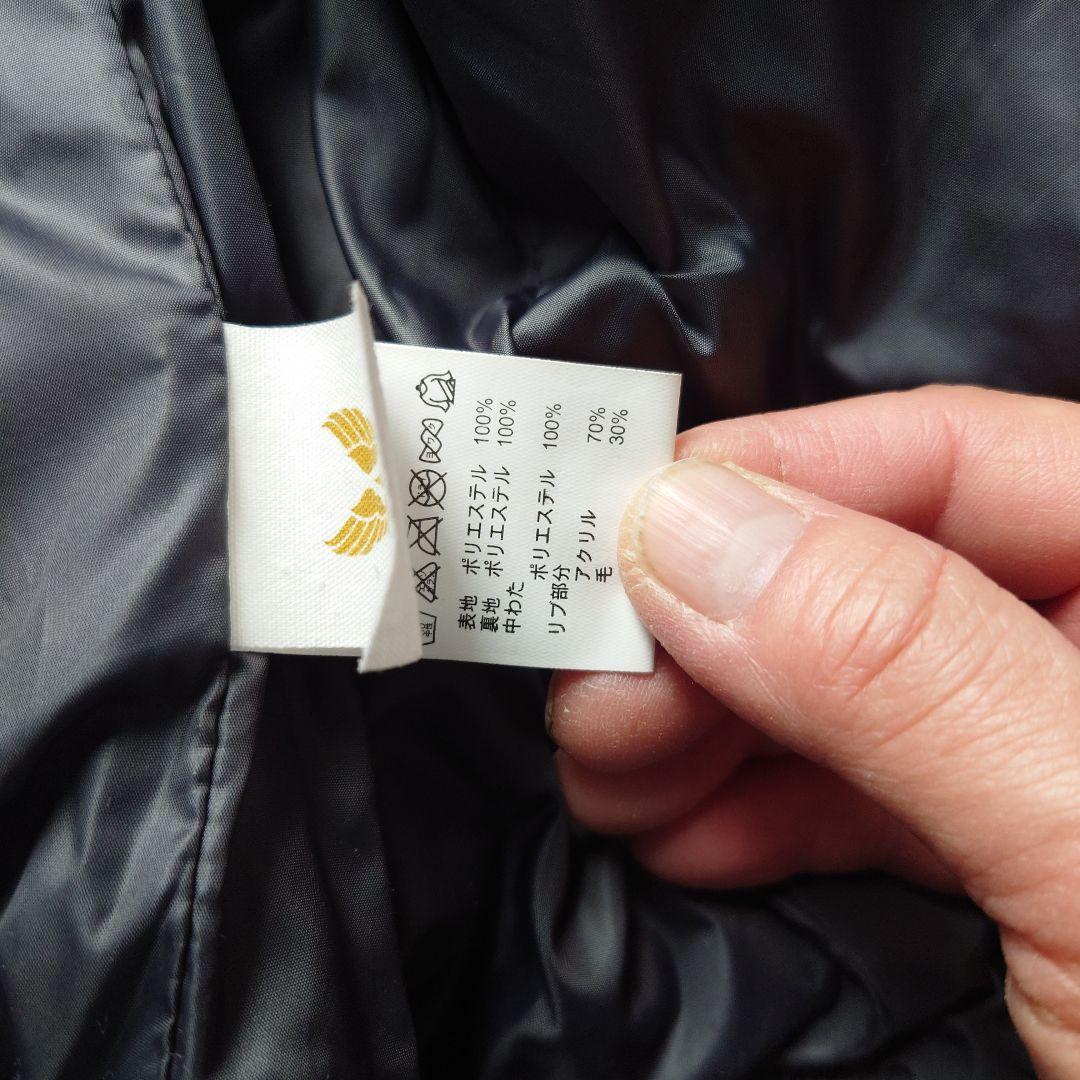 表地 ポリエステル 100%
裏地 ポリエステル 100%
中わた
ポリエステル 100%
リブ部分
アクリル 70%
毛 30%